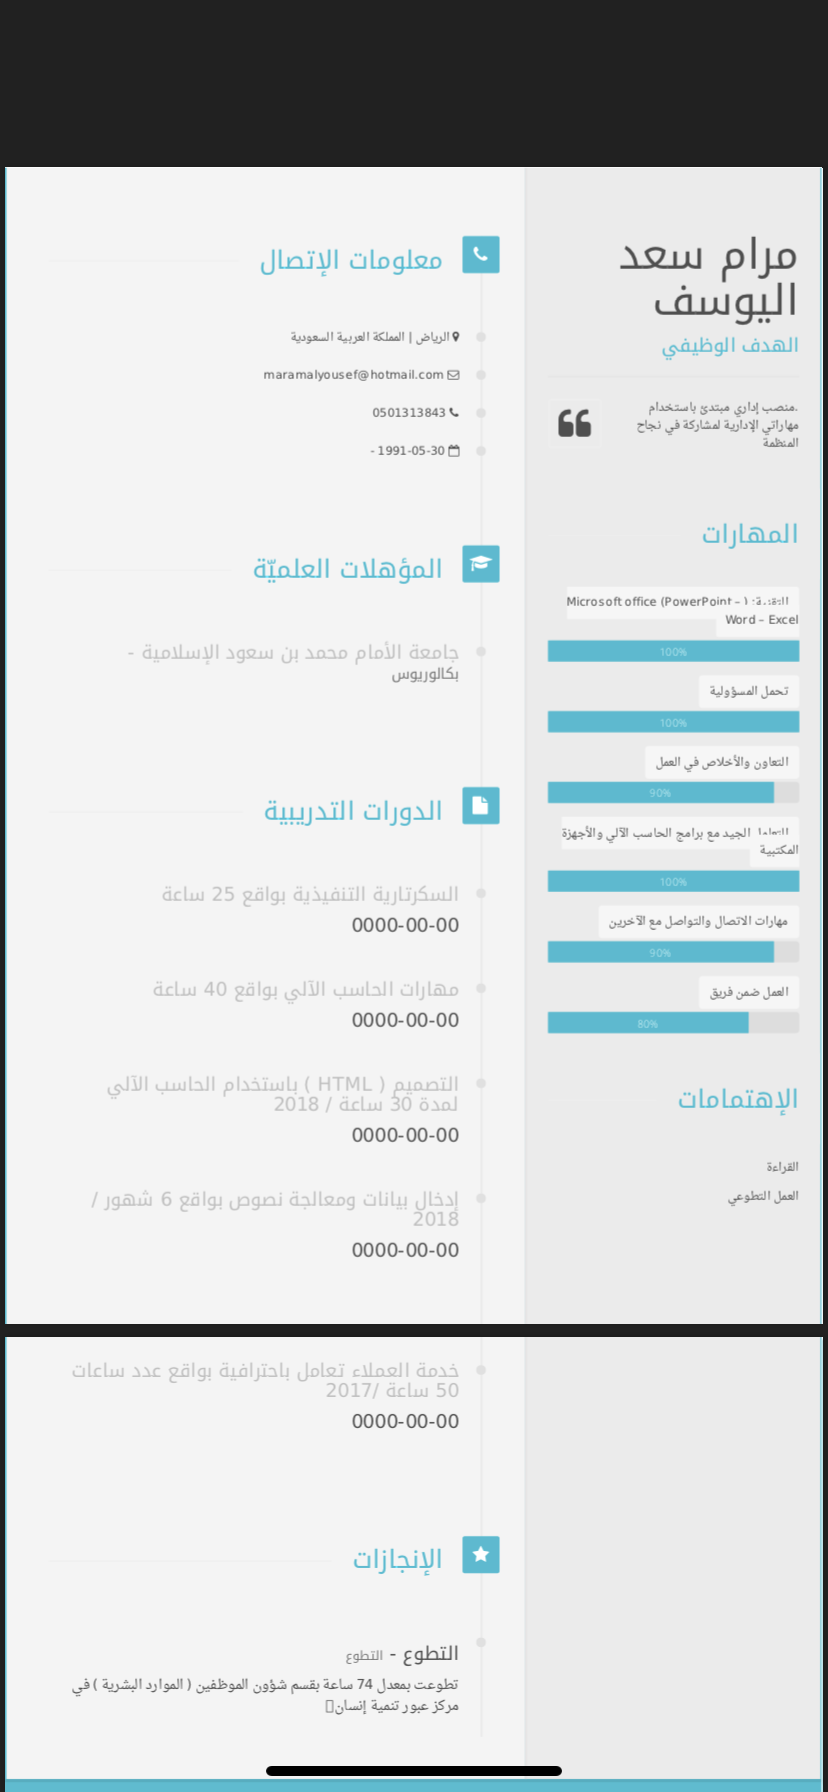 مرام سعد
اليوسف
الهدف الوظيفي
.منصب إداري مبتدئ باستخدام
مهاراتي الإدارية لمشاركة في نجاح
المنظمة
المهارات
التقنية: ( Microsoft office (PowerPoint –
Word – Excel
100%
تحمل المسؤولية
100%
التعاون والأخلاص في العمل
90%
التعامل الجيد مع برامج الحاسب الآلي والأجهزة
المكتبية
100%
مهارات الاتصال والتواصل مع الآخرين
90%
العمل ضمن فريق
80%
الإهتمامات
القراءة
العمل التطوعي
معلومات الإتصال
الرياض | المملكة العربية السعودية
maramalyousef@hotmail.com
0501313843
1991-05-30 -
المؤهلات العلميّة
جامعة الأمام محمد بن سعود الإسلامية -
بكالوريوس
الدورات التدريبية
السكرتارية التنفيذية بواقع 25 ساعة
0000-00-00
مهارات الحاسب الآلي بواقع 40 ساعة
0000-00-00
التصميم ( HTML ) باستخدام الحاسب الآلي
لمدة 30 ساعة / 2018
0000-00-00
إدخال بيانات ومعالجة نصوص بواقع 6 شهور /
2018
0000-00-00
خدمة العملاء تعامل باحترافية بواقع عدد ساعات
50 ساعة /2017
0000-00-00
الإنجازات
التطوع - التطوع
تطوعت بمعدل 74 ساعة بقسم شؤون الموظفين ( الموارد البشرية ) في
مركز عبور تنمية إنسان